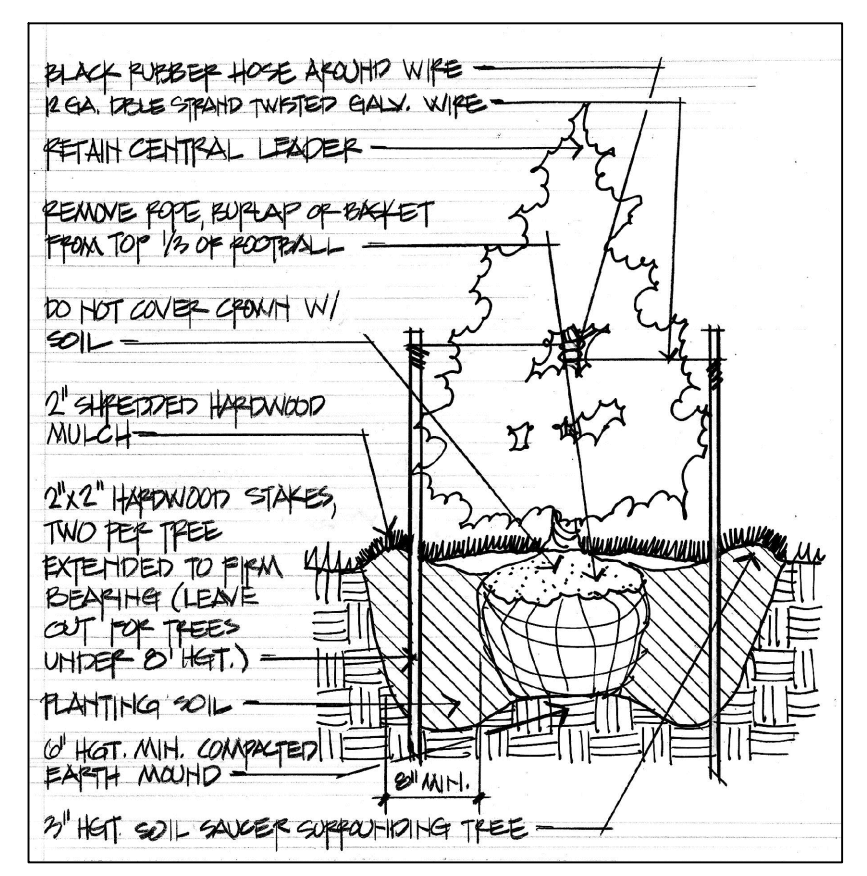 BLACK RUBBER HOSE AROUND WIRE
12 GA. DBLE STRAND TWISTED GALV. WIRE
RETAIN CENTRAL LEADER
REMOVE ROPE, BURLAP OR BASKET
FROM TOP 1/3 OF ROOTBALL
DO NOT COVER CROWN W/
SOIL
2" SHREDDED HARDWOOD
MULCH
2"x2" HARDWOOD STAKES,
TWO PER TREE
EXTENDED TO FIRM
BEARING (LEAVE
OUT FOR TREES
UNDER 8' HGT.)
PLANTING SOIL
6" HGT. MIN. COMPACTED
EARTH MOUND
8" MIN.
3" HGT. SOIL SAUCER SURROUNDING TREE